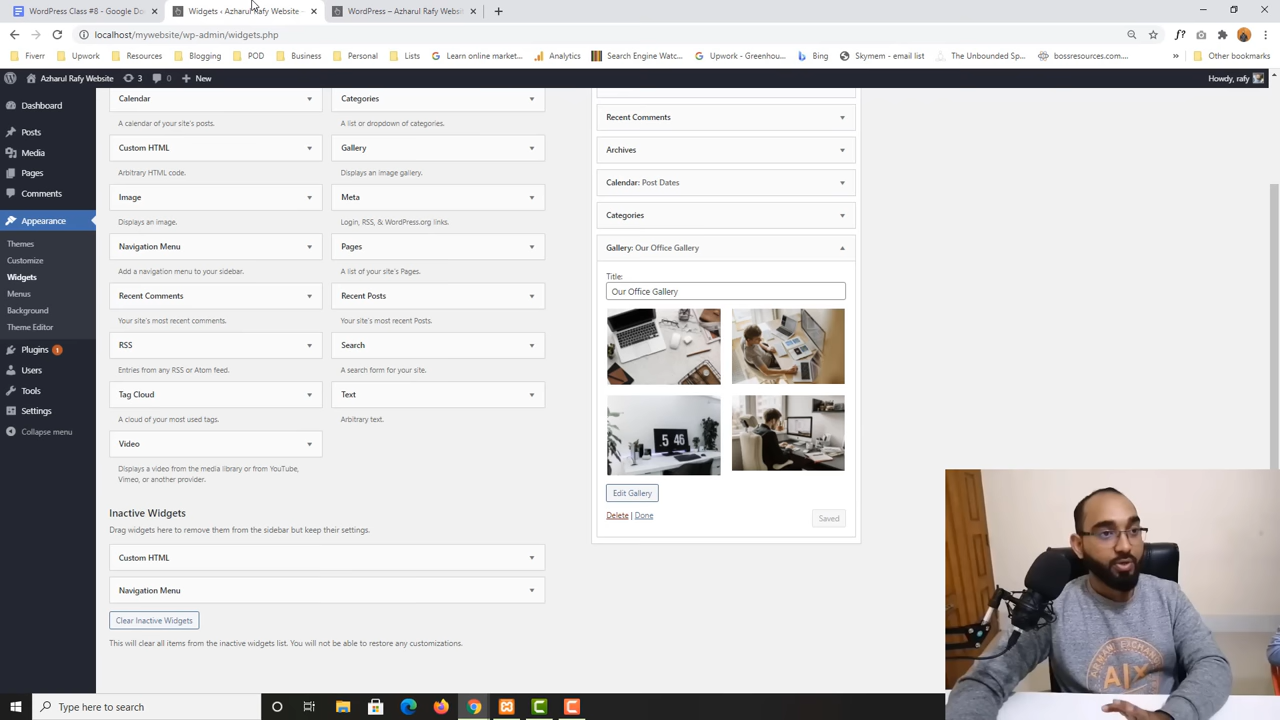 WordPress Class #8 - Google Do
Widgets ‹ Azharul Rafy Website
WordPress – Azharul Rafy Websit
localhost/mywebsite/wp-admin/widgets.php
Fiverr
Upwork
Resources
Blogging
POD
Business
Personal
Lists
Learn online market...
Analytics
Search Engine Watc...
Upwork - Greenhou...
Bing
Skymem - email list
The Unbounded Sp...
bossresources.com...
»
Other bookmarks
Azharul Rafy Website
3
0
+ New
Howdy, rafy
Dashboard
Posts
Media
Pages
Comments
Appearance
Themes
Customize
Widgets
Menus
Background
Theme Editor
Plugins 1
Users
Tools
Settings
Collapse menu
Calendar
A calendar of your site's posts.
Categories
A list or dropdown of categories.
Custom HTML
Arbitrary HTML code.
Gallery
Displays an image gallery.
Image
Displays an image.
Meta
Login, RSS, & WordPress.org links.
Navigation Menu
Add a navigation menu to your sidebar.
Pages
A list of your site's Pages.
Recent Comments
Your site's most recent comments.
Recent Posts
Your site's most recent Posts.
RSS
Entries from any RSS or Atom feed.
Search
A search form for your site.
Tag Cloud
A cloud of your most used tags.
Text
Arbitrary text.
Video
Displays a video from the media library or from YouTube,
Vimeo, or another provider.
Inactive Widgets
Drag widgets here to remove them from the sidebar but keep their settings.
Custom HTML
Navigation Menu
Clear Inactive Widgets
This will clear all items from the inactive widgets list. You will not be able to restore any customizations.
Recent Comments
Archives
Calendar: Post Dates
Categories
Gallery: Our Office Gallery
Title:
Our Office Gallery
5 46
Edit Gallery
Delete | Done
Saved
ARMANI EXCHANGE
A|X
Type here to search